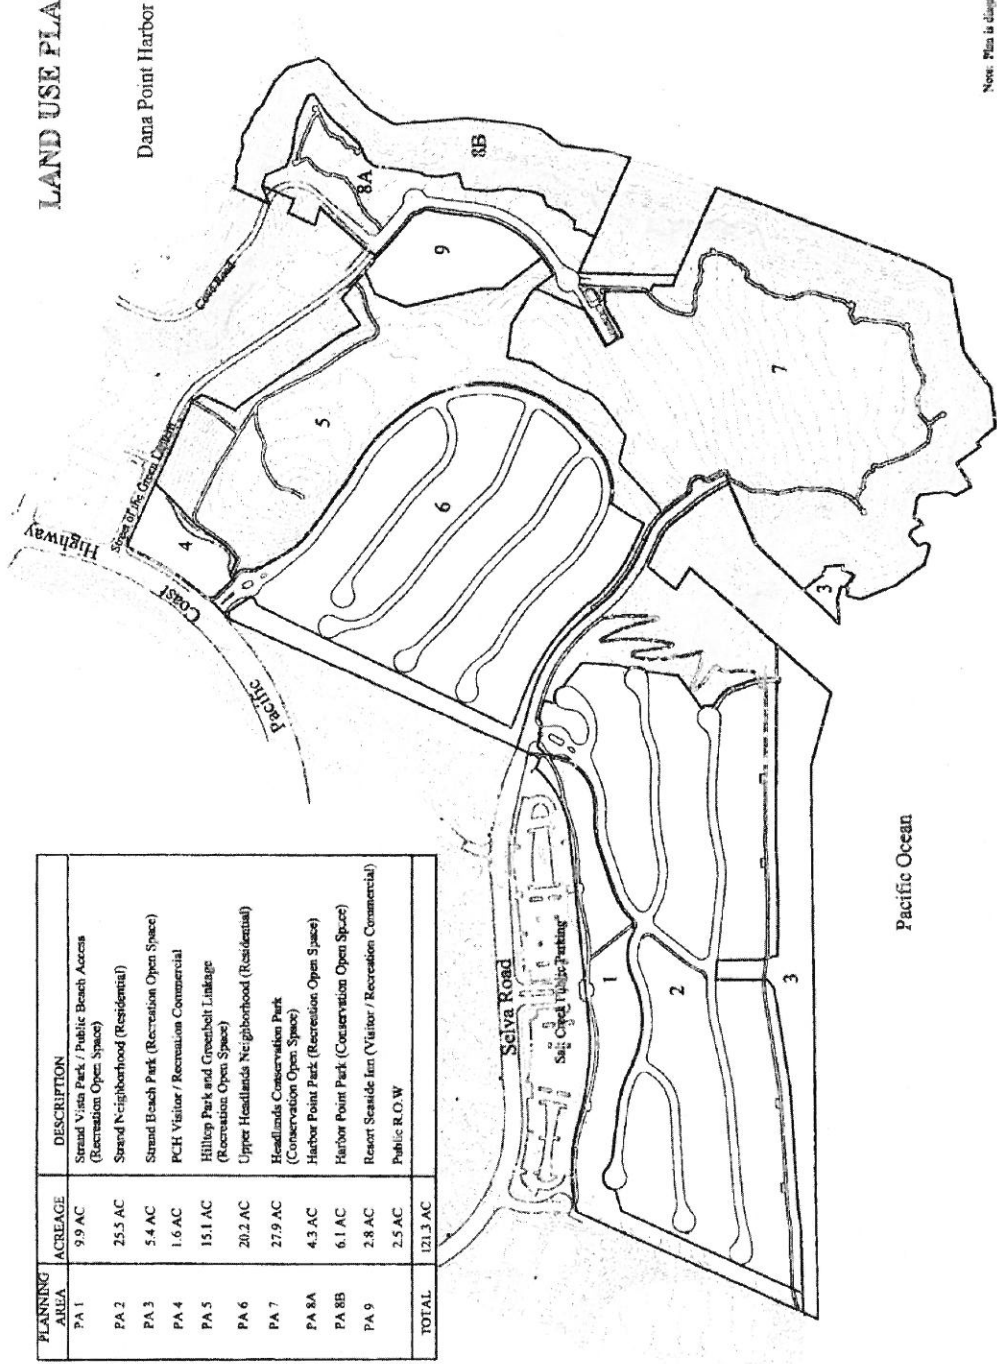 LAND USE PLA
Dana Point Harbor
PLANNING AREA ACREAGE DESCRIPTION
PA 1 9.9 AC Strand Vista Park / Public Beach Access
(Recreation Open Space)
PA 2 25.5 AC Strand Neighborhood (Residential)
PA 3 5.4 AC Strand Beach Park (Recreation Open Space)
PA 4 1.6 AC PCH Visitor / Recreation Commercial
PA 5 15.1 AC Hilltop Park and Greenbelt Linkage
(Recreation Open Space)
PA 6 20.2 AC Upper Headlands Neighborhood (Residential)
PA 7 27.9 AC Headlands Conservation Park
(Conservation Open Space)
PA 8A 4.3 AC Harbor Point Park (Recreation Open Space)
PA 8B 6.1 AC Harbor Point Park (Conservation Open Space)
PA 9 2.8 AC Resort Seaside Inn (Visitor / Recreation Commercial)
2.5 AC Public R.O.W
TOTAL 121.3 AC
Pacific
Coast
Highway
Street of the Green Lantern
Cove Road
Selva Road
Salt Creek Public Parking
4
5
6
8A
8B
9
7
3
1
2
3
Pacific Ocean
Note: Plan is